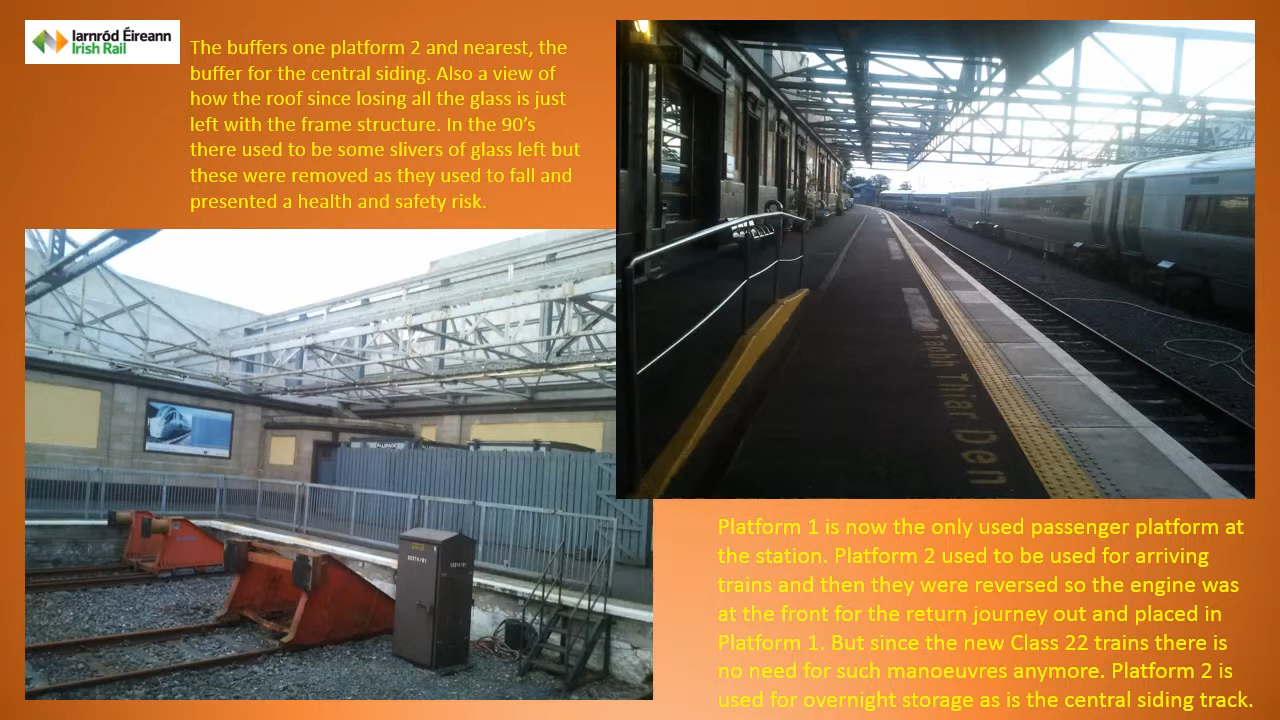 Iarnród Éireann
Irish Rail
The buffers one platform 2 and nearest, the
buffer for the central siding. Also a view of
how the roof since losing all the glass is just
left with the frame structure. In the 90’s
there used to be some slivers of glass left but
these were removed as they used to fall and
presented a health and safety risk.
Taobh Thiar Den
Platform 1 is now the only used passenger platform at
the station. Platform 2 used to be used for arriving
trains and then they were reversed so the engine was
at the front for the return journey out and placed in
Platform 1. But since the new Class 22 trains there is
no need for such manoeuvres anymore. Platform 2 is
used for overnight storage as is the central siding track.